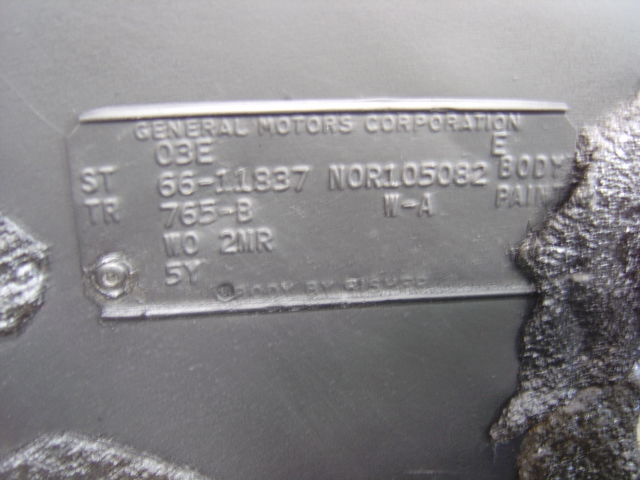 GENERAL MOTORS CORPORATION
03E E
ST 66-11837 NOR105082 BODY
TR 765-B W-A PAINT
WO 2MR
5Y
BODY BY FISHER